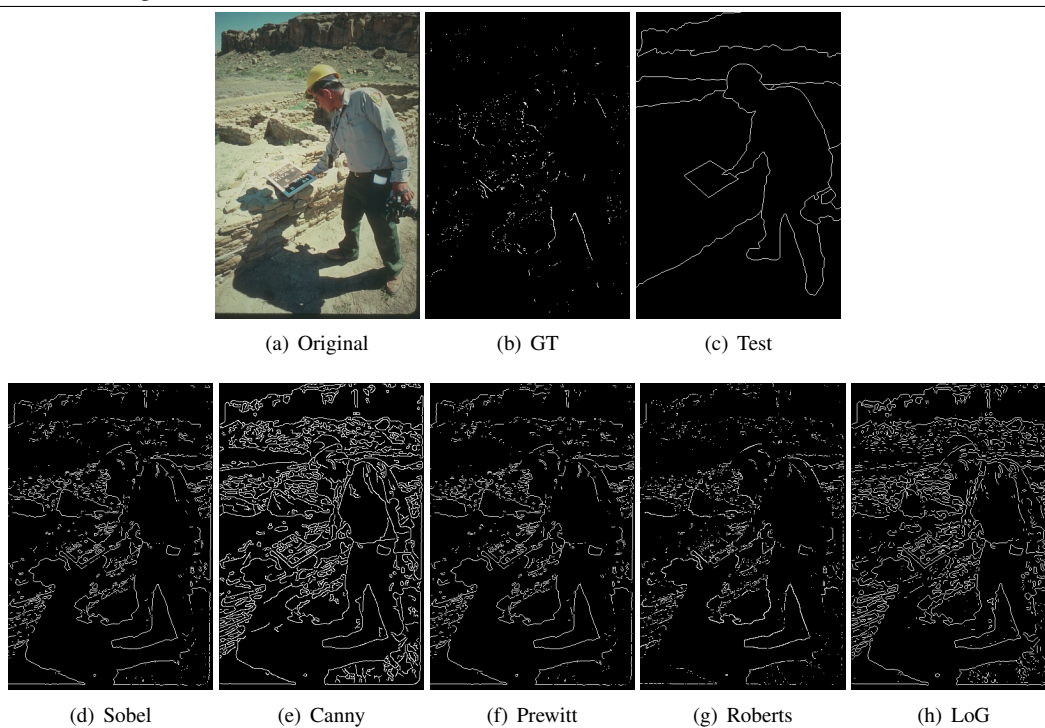 (a) Original
(b) GT
(c) Test
(d) Sobel
(e) Canny
(f) Prewitt
(g) Roberts
(h) LoG